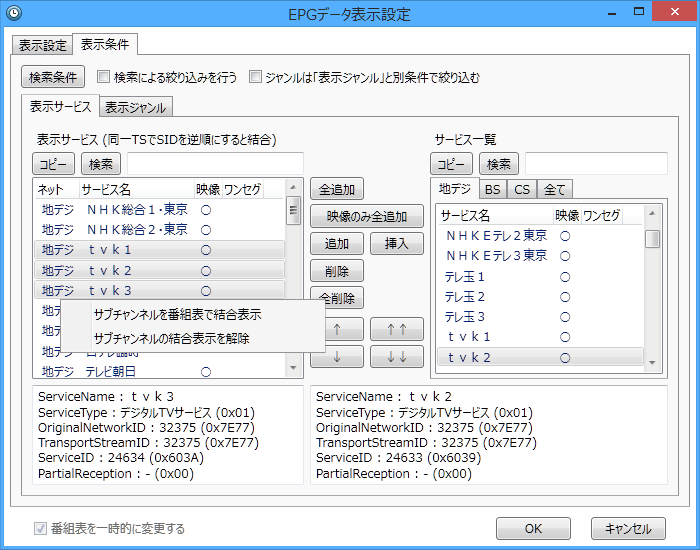 EPGデータ表示設定
表示設定 表示条件
検索条件 検索による絞り込みを行う ジャンルは「表示ジャンル」と別条件で絞り込む
表示サービス 表示ジャンル
表示サービス (同一TSでSIDを逆順にすると結合)
コピー 検索
ネット サービス名 映像 ワンセグ
地デジ ＮＨＫ総合１・東京 ○
地デジ ＮＨＫ総合２・東京 ○
地デジ ｔｖｋ１ ○
地デジ ｔｖｋ２ ○
地デジ ｔｖｋ３ ○
地デジ
地デジ
地デジ
地デジ テレビ朝日 ○
サブチャンネルを番組表で結合表示
サブチャンネルの結合表示を解除
全追加
映像のみ全追加
追加 挿入
削除
全削除
↑ ↑↑
↓ ↓↓
サービス一覧
コピー 検索
地デジ BS CS 全て
サービス名 映像 ワンセグ
ＮＨＫＥテレ２東京 ○
ＮＨＫＥテレ３東京 ○
テレ玉１ ○
テレ玉２ ○
テレ玉３ ○
ｔｖｋ１ ○
ｔｖｋ２ ○
ServiceName : ｔｖｋ３
ServiceType : デジタルTVサービス (0x01)
OriginalNetworkID : 32375 (0x7E77)
TransportStreamID : 32375 (0x7E77)
ServiceID : 24634 (0x603A)
PartialReception : - (0x00)
ServiceName : ｔｖｋ２
ServiceType : デジタルTVサービス (0x01)
OriginalNetworkID : 32375 (0x7E77)
TransportStreamID : 32375 (0x7E77)
ServiceID : 24633 (0x6039)
PartialReception : - (0x00)
番組表を一時的に変更する
OK キャンセル